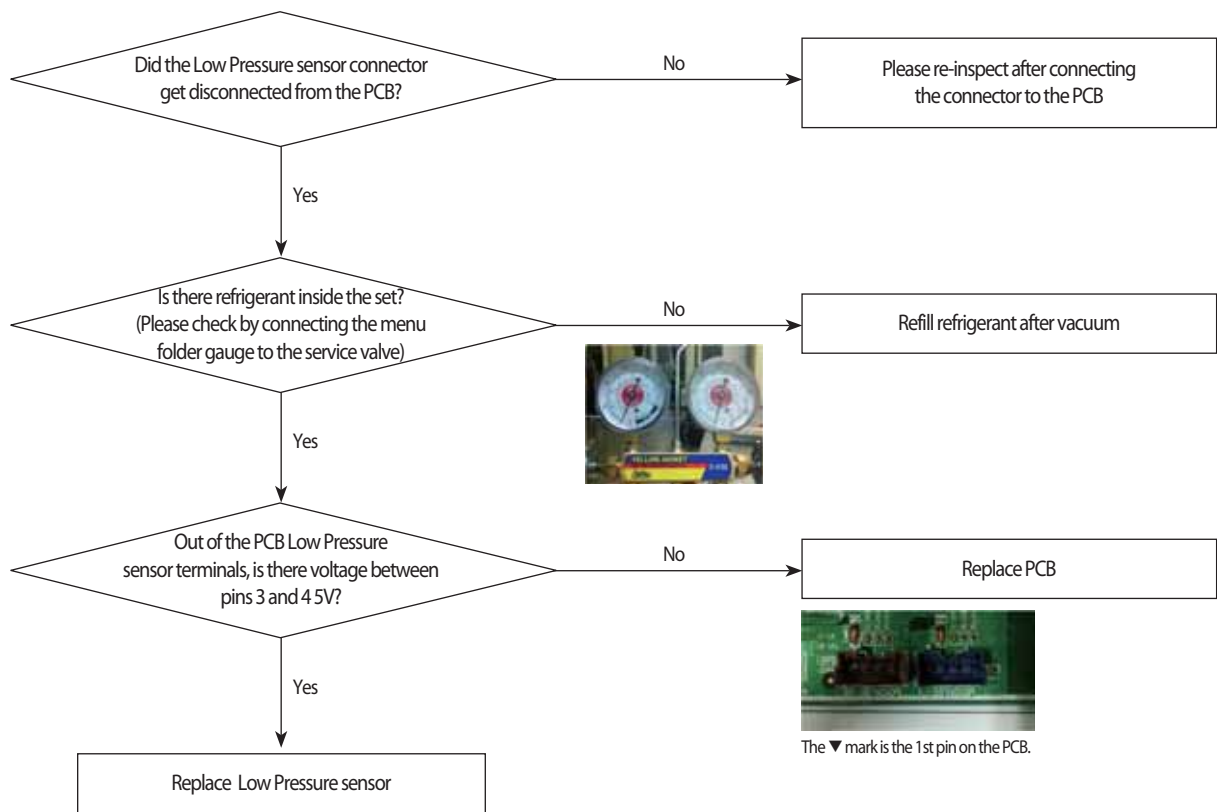 Did the Low Pressure sensor connector
get disconnected from the PCB?
No
Please re-inspect after connecting
the connector to the PCB
Yes
Is there refrigerant inside the set?
(Please check by connecting the menu
folder gauge to the service valve)
No
Refill refrigerant after vacuum
Yes
Out of the PCB Low Pressure
sensor terminals, is there voltage between
pins 3 and 4 5V?
No
Replace PCB
The ▼ mark is the 1st pin on the PCB.
Yes
Replace Low Pressure sensor